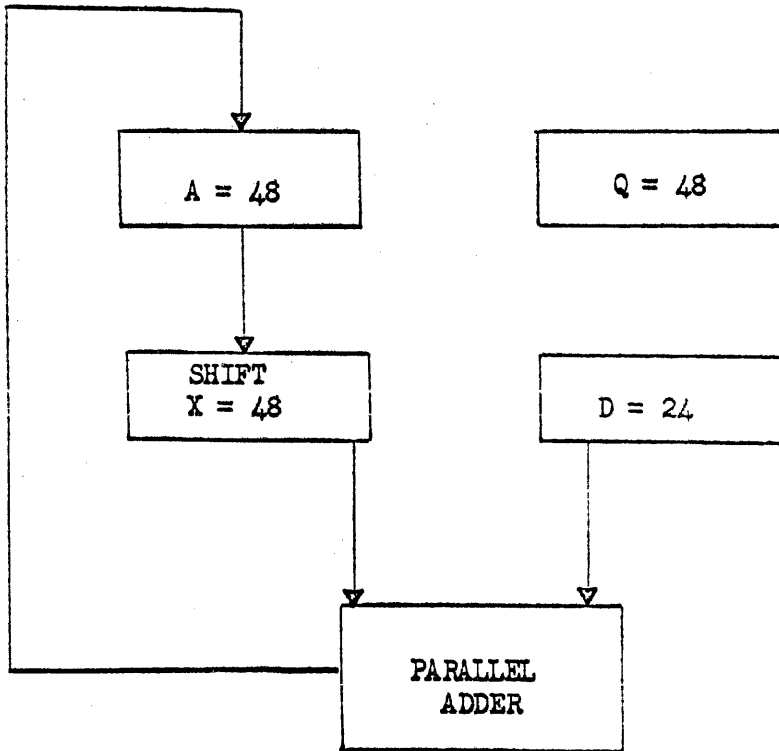 A = 48
Q = 48
SHIFT
X = 48
D = 24
PARALLEL
ADDER